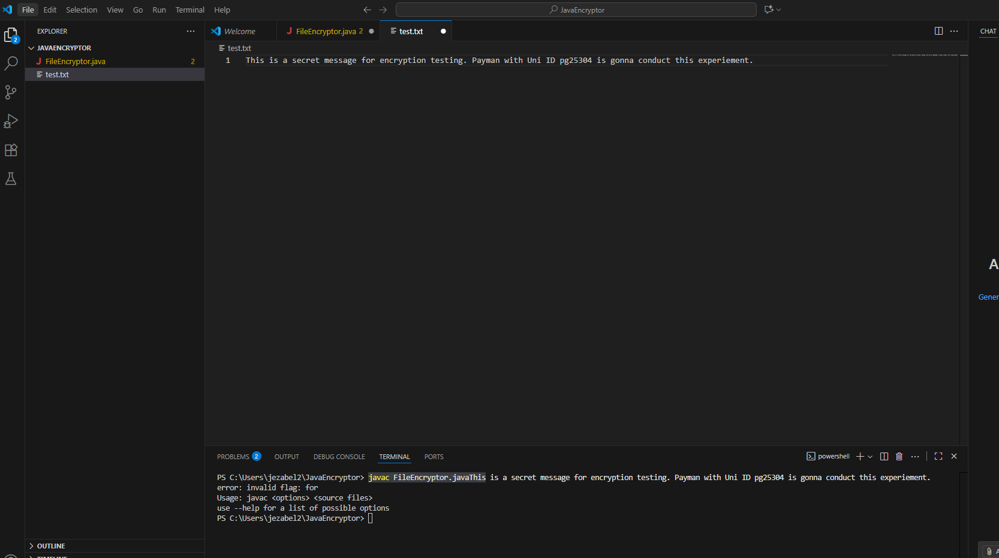 File Edit Selection View Go Run Terminal Help
JavaEncryptor
EXPLORER
2
JAVAENCRYPTOR
FileEncryptor.java 2
test.txt
Welcome
FileEncryptor.java 2
test.txt
test.txt
1 This is a secret message for encryption testing. Payman with Uni ID pg25304 is gonna conduct this experiement.
CHAT
A
Gener
PROBLEMS 2 OUTPUT DEBUG CONSOLE TERMINAL PORTS
powershell
PS C:\Users\jezabel2\JavaEncryptor> javac FileEncryptor.javaThis is a secret message for encryption testing. Payman with Uni ID pg25304 is gonna conduct this experiement.
error: invalid flag: for
Usage: javac <options> <source files>
use --help for a list of possible options
PS C:\Users\jezabel2\JavaEncryptor>
OUTLINE
TIMELINE
A